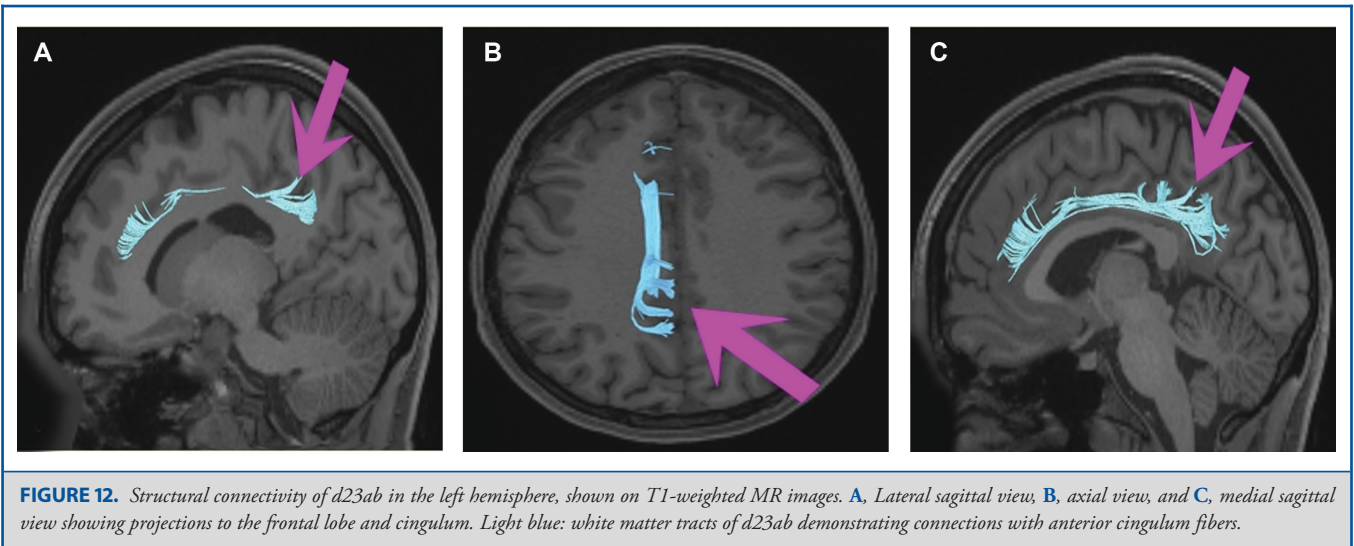 A
B
C
FIGURE 12. Structural connectivity of d23ab in the left hemisphere, shown on T1-weighted MR images. A, Lateral sagittal view, B, axial view, and C, medial sagittal
view showing projections to the frontal lobe and cingulum. Light blue: white matter tracts of d23ab demonstrating connections with anterior cingulum fibers.